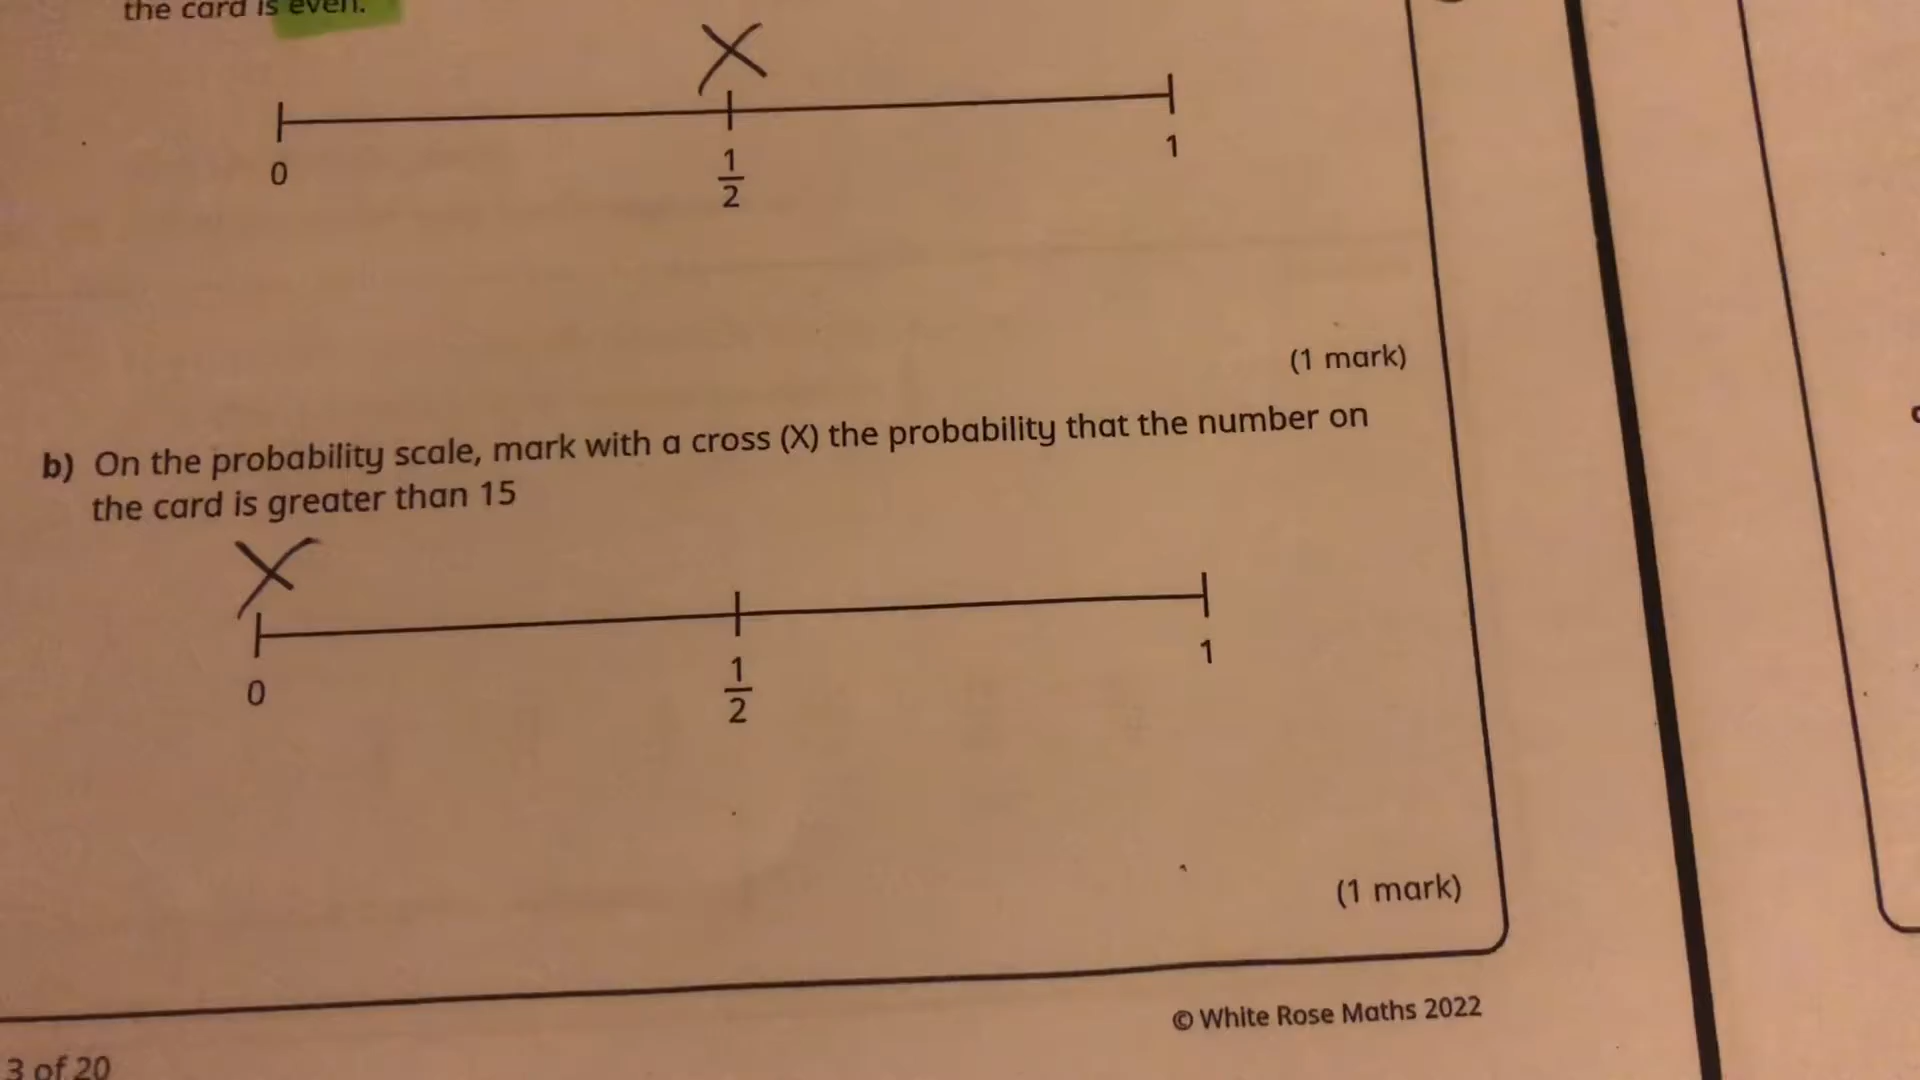 the card is even.
X
0
1
2
1
(1 mark)
b) On the probability scale, mark with a cross (X) the probability that the number on
the card is greater than 15
X
0
1
2
1
(1 mark)
© White Rose Maths 2022
3 of 20